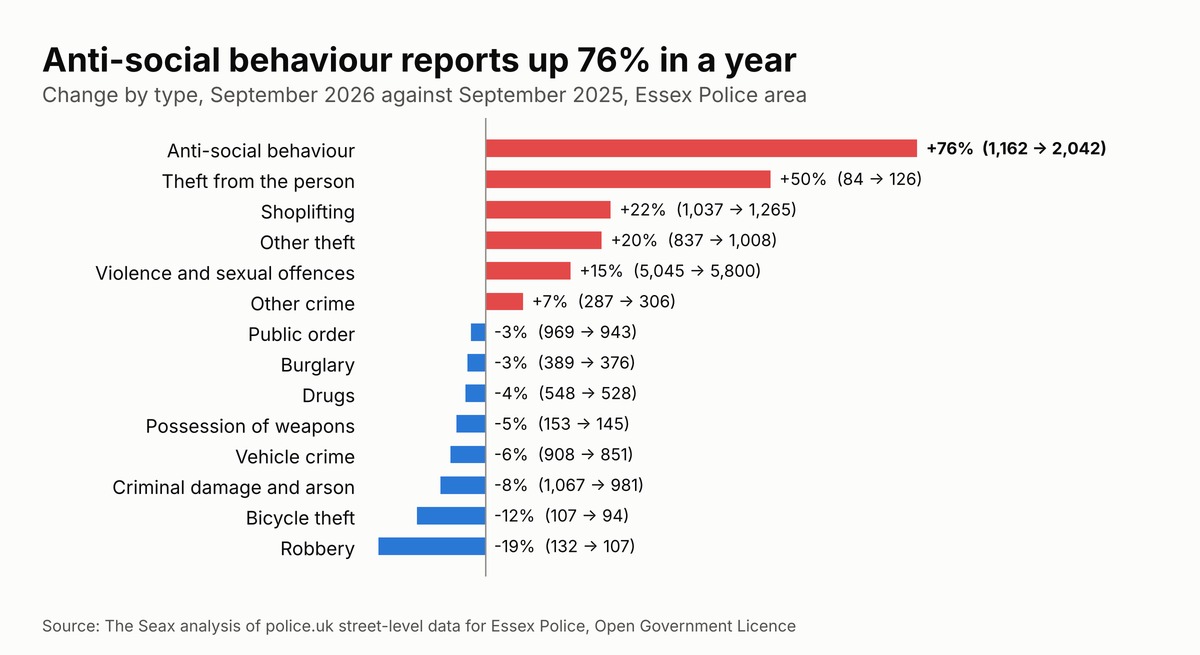 Anti-social behaviour reports up 76% in a year
Change by type, September 2026 against September 2025, Essex Police area
Anti-social behaviour +76% (1,162 → 2,042)
Theft from the person +50% (84 → 126)
Shoplifting +22% (1,037 → 1,265)
Other theft +20% (837 → 1,008)
Violence and sexual offences +15% (5,045 → 5,800)
Other crime +7% (287 → 306)
Public order -3% (969 → 943)
Burglary -3% (389 → 376)
Drugs -4% (548 → 528)
Possession of weapons -5% (153 → 145)
Vehicle crime -6% (908 → 851)
Criminal damage and arson -8% (1,067 → 981)
Bicycle theft -12% (107 → 94)
Robbery -19% (132 → 107)
Source: The Seax analysis of police.uk street-level data for Essex Police, Open Government Licence